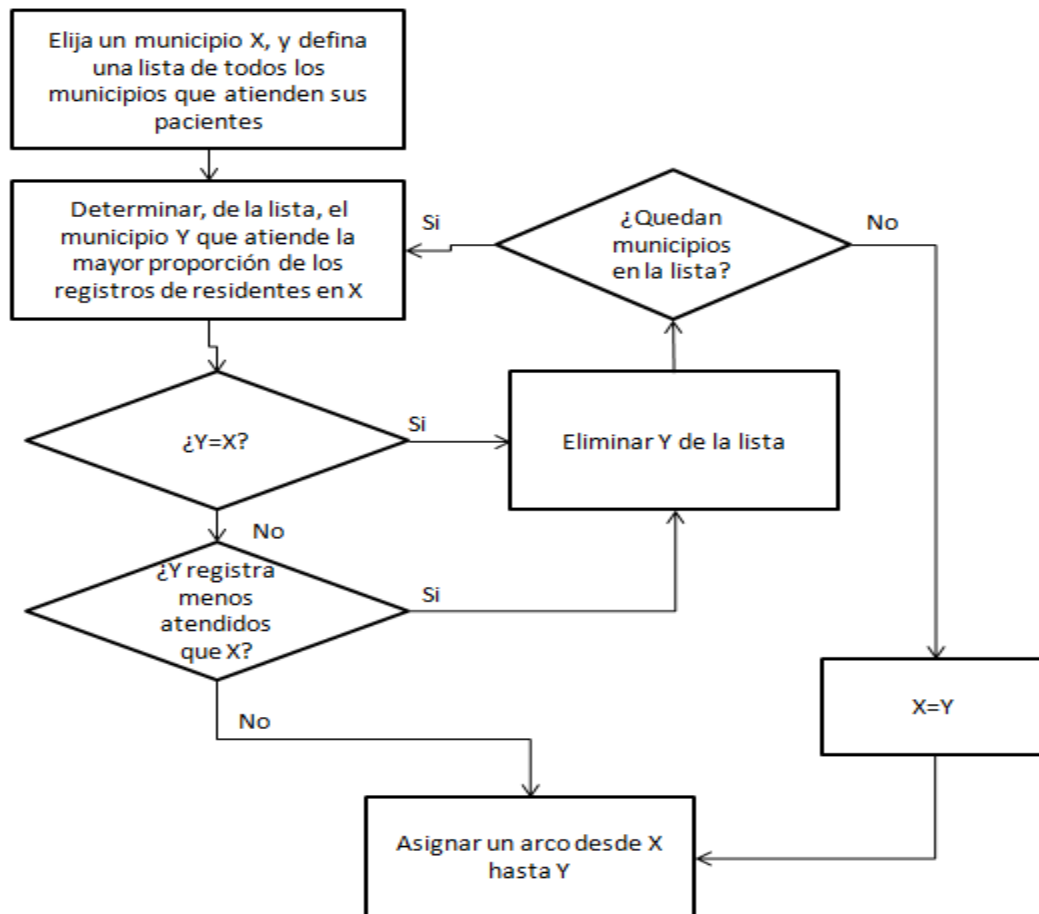 Elija un municipio X, y defina
una lista de todos los
municipios que atienden sus
pacientes
Determinar, de la lista, el
municipio Y que atiende la
mayor proporción de los
registros de residentes en X
Si
¿Quedan
municipios
en la lista?
No
¿Y=X?
Si
Eliminar Y de la lista
No
¿Y registra
menos
atendidos
que X?
Si
No
X=Y
Asignar un arco desde X
hasta Y